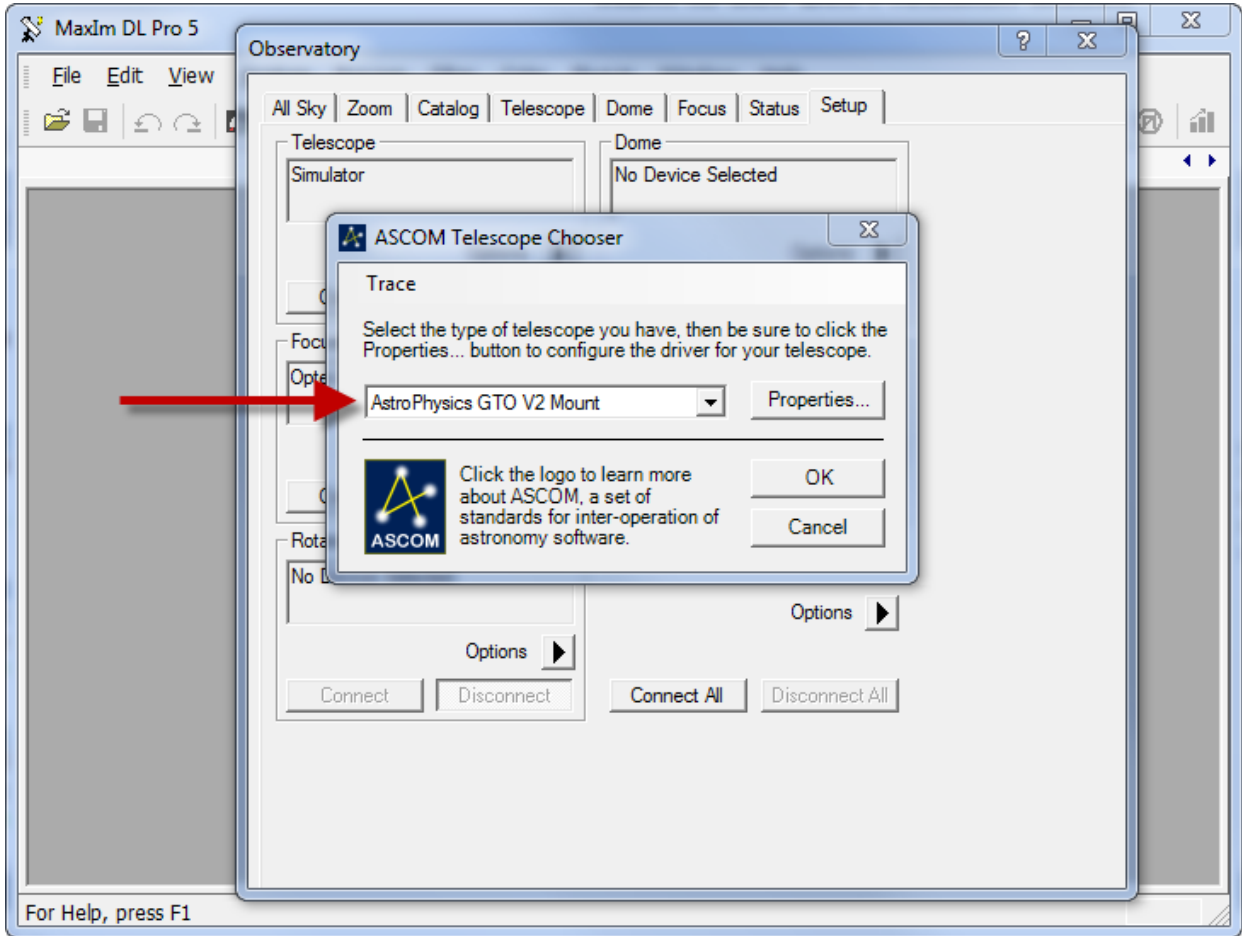 MaxIm DL Pro 5
Observatory
File Edit View
All Sky Zoom Catalog Telescope Dome Focus Status Setup
Telescope
Dome
Simulator
No Device Selected
ASCOM Telescope Chooser
Trace
Select the type of telescope you have, then be sure to click the
Properties... button to configure the driver for your telescope.
AstroPhysics GTO V2 Mount
Properties...
Click the logo to learn more
about ASCOM, a set of
standards for inter-operation of
astronomy software.
ASCOM
OK
Cancel
No
Options
Options
Connect
Disconnect
Connect All
Disconnect All
For Help, press F1